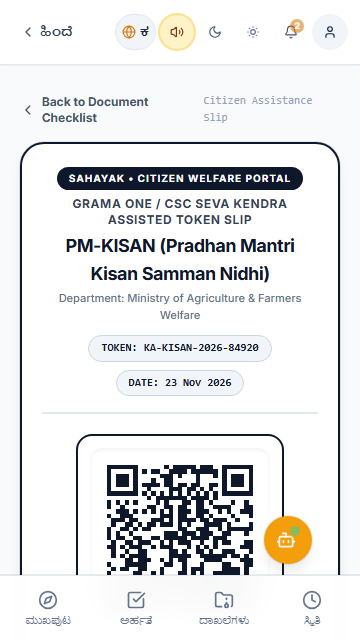 ಹಿಂದೆ
ಕ
2
Back to Document
Checklist
Citizen Assistance
Slip
SAHAYAK • CITIZEN WELFARE PORTAL
GRAMA ONE / CSC SEVA KENDRA
ASSISTED TOKEN SLIP
PM-KISAN (Pradhan Mantri
Kisan Samman Nidhi)
Department: Ministry of Agriculture & Farmers
Welfare
TOKEN: KA-KISAN-2026-84920
DATE: 23 Nov 2026
ಮುಖಪುಟ
ಅರ್ಹತೆ
ದಾಖಲೆಗಳು
ಸ್ಥಿತಿ